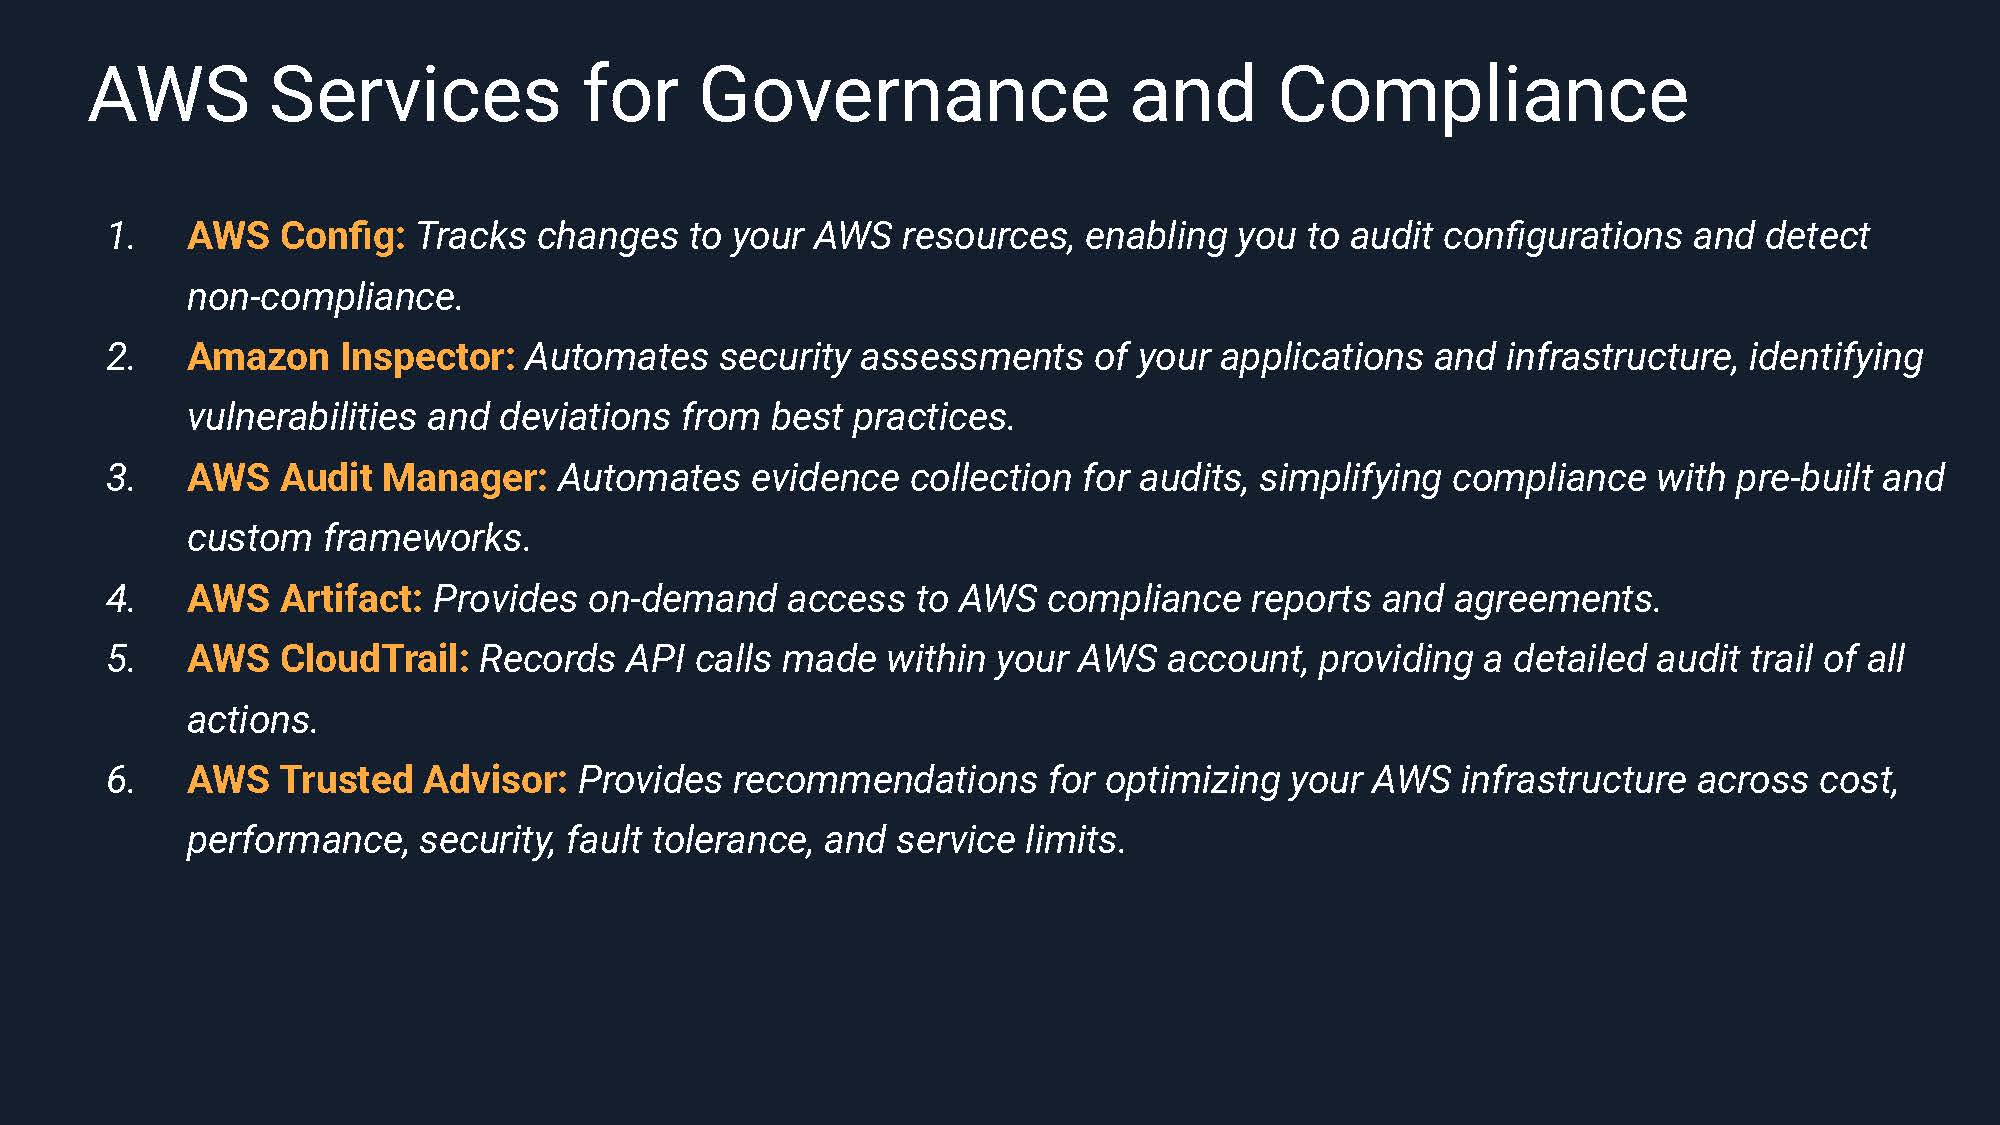 AWS Services for Governance and Compliance
1. AWS Config: Tracks changes to your AWS resources, enabling you to audit configurations and detect
non-compliance.
2. Amazon Inspector: Automates security assessments of your applications and infrastructure, identifying
vulnerabilities and deviations from best practices.
3. AWS Audit Manager: Automates evidence collection for audits, simplifying compliance with pre-built and
custom frameworks.
4. AWS Artifact: Provides on-demand access to AWS compliance reports and agreements.
5. AWS CloudTrail: Records API calls made within your AWS account, providing a detailed audit trail of all
actions.
6. AWS Trusted Advisor: Provides recommendations for optimizing your AWS infrastructure across cost,
performance, security, fault tolerance, and service limits.